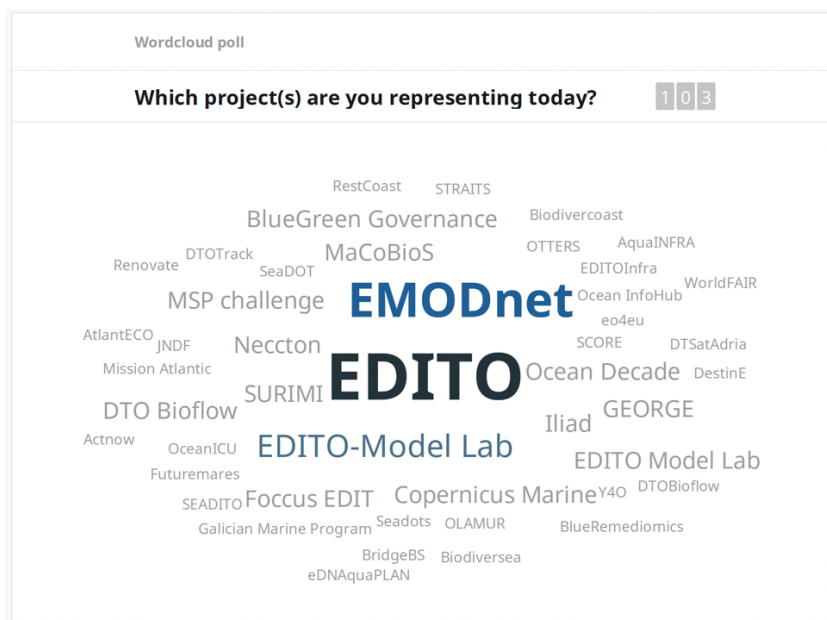 Wordcloud poll
Which project(s) are you representing today? 103
RestCoast STRAITS
BlueGreen Governance Biodivercoast
DTOTrack MaCoBioS OTTERS AquaINFRA
Renovate SeaDOT EDITOInfra
MSP challenge EMODnet Ocean InfoHub WorldFAIR
eo4eu
AtlantECO JNDF Neccton SCORE DTSatAdria
Mission Atlantic EDITO Ocean Decade DestinE
SURIMI
DTO Bioflow Iliad GEORGE
Actnow OceanICU EDITO-Model Lab
Futuremares EDITO Model Lab
SEADITO Foccus EDIT Copernicus Marine Y4O DTOBioflow
Galician Marine Program Seadots OLAMUR BlueRemediomics
BridgeBS Biodiversea
eDNAquaPLAN